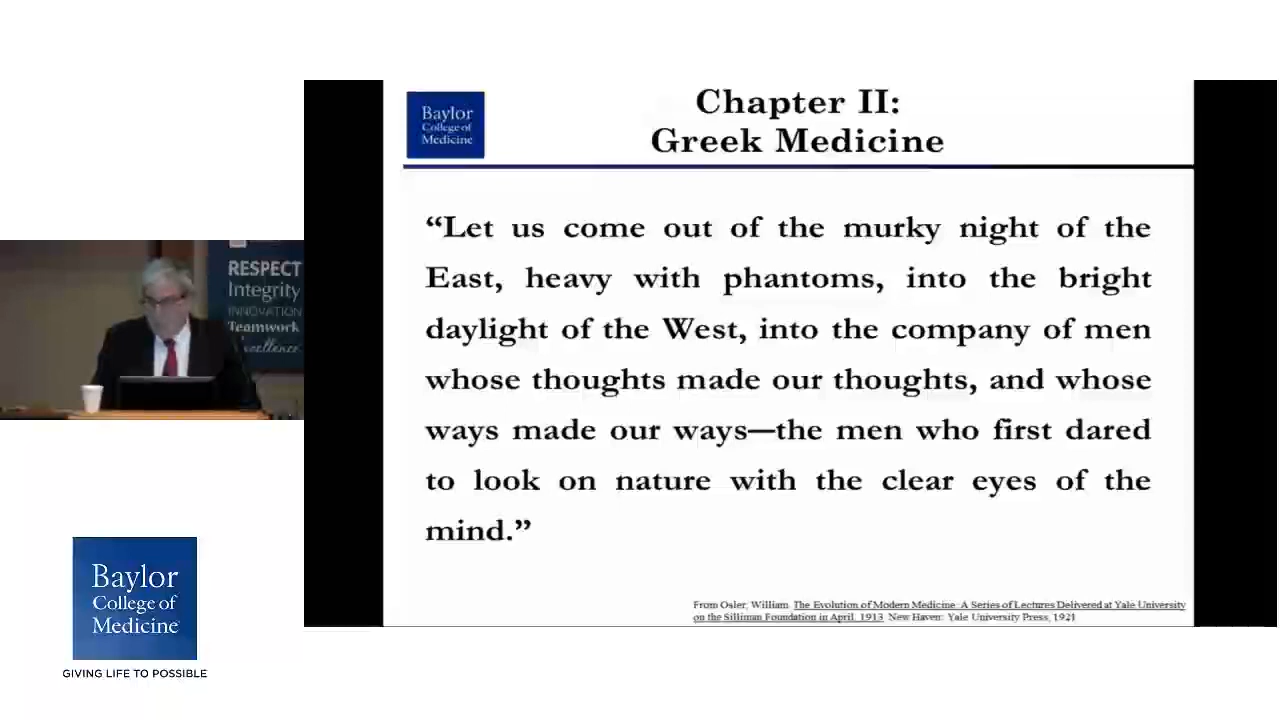 Baylor
College of
Medicine
Chapter II:
Greek Medicine
“Let us come out of the murky night of the
East, heavy with phantoms, into the bright
daylight of the West, into the company of men
whose thoughts made our thoughts, and whose
ways made our ways—the men who first dared
to look on nature with the clear eyes of the
mind.”
From Osler, William. The Evolution of Modern Medicine. A Series of Lectures Delivered at Yale University
on the Silliman Foundation in April, 1913. New Haven: Yale University Press, 1921
RESPECT
Integrity
INNOVATION
Teamwork
Excellence
Baylor
College of
Medicine
GIVING LIFE TO POSSIBLE